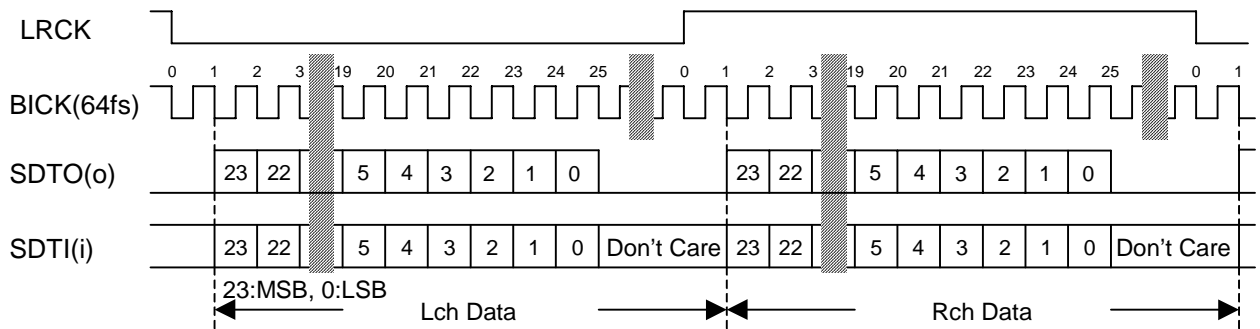 LRCK
0 1 2 3 19 20 21 22 23 24 25 0 1 2 3 19 20 21 22 23 24 25 0 1
BICK(64fs)
SDTO(o) 23 22 5 4 3 2 1 0 23 22 5 4 3 2 1 0
SDTI(i) 23 22 5 4 3 2 1 0 Don't Care 23 22 5 4 3 2 1 0 Don't Care
23:MSB, 0:LSB
Lch Data Rch Data